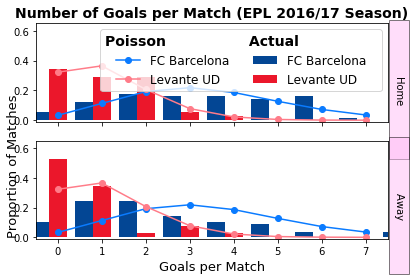 Number of Goals per Match (EPL 2016/17 Season)
Poisson Actual
FC Barcelona FC Barcelona
Levante UD Levante UD
0.6
0.4
0.2
0.0
Home
0.6
0.4
0.2
0.0
Away
Proportion of Matches
0 1 2 3 4 5 6 7
Goals per Match